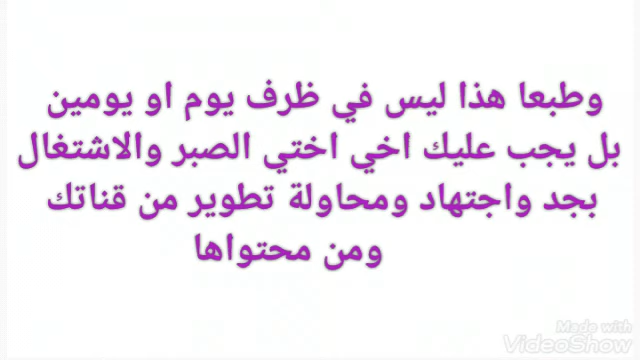 وطبعا هذا ليس في ظرف يوم او يومين
بل يجب عليك اخي اختي الصبر والاشتغال
بجد واجتهاد ومحاولة تطوير من قناتك
ومن محتواها
Made with
VideoShow